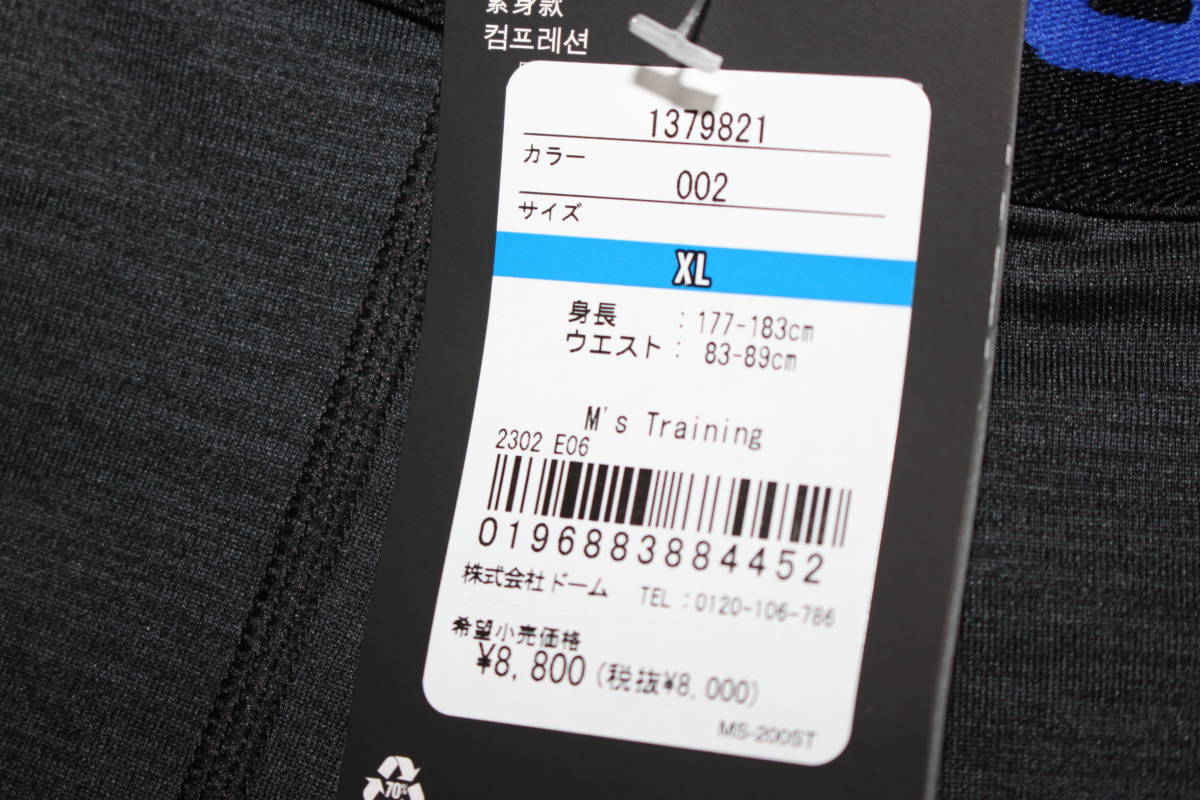 緊身款
컴프레션
1379821
カラー
002
サイズ
XL
身長 : 177-183cm
ウエスト : 83-89cm
M's Training
2302 E06
0196883884452
株式会社ドーム TEL:0120-106-786
希望小売価格
¥8,800 (税抜¥8,000)
MS-200ST
70%